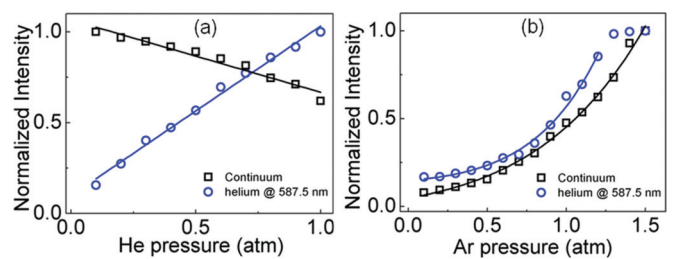 (a)
Normalized Intensity
1.0
0.5
0.0
Continuum
helium @ 587.5 nm
0.0 0.5 1.0
He pressure (atm)
(b)
Normalized Intensity
1.0
0.5
0.0
Continuum
helium @ 587.5 nm
0.0 0.5 1.0 1.5
Ar pressure (atm)